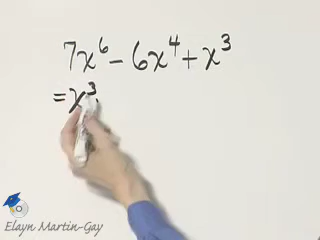 7x⁶ - 6x⁴ + x³
= x³
Elayn Martin-Gay